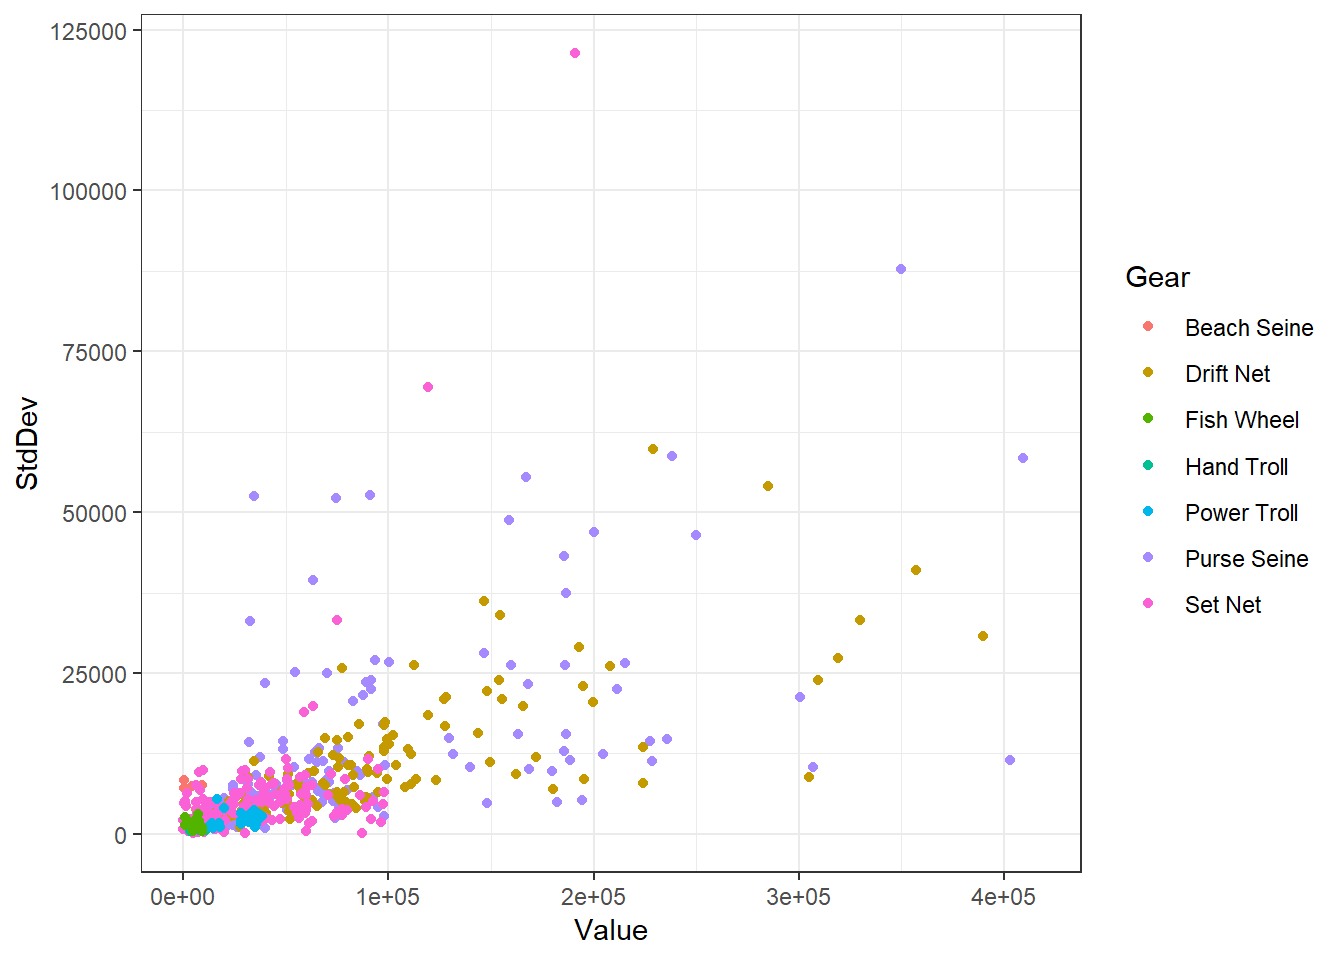 125000
100000
75000
50000
25000
0
StdDev
0e+00 1e+05 2e+05 3e+05 4e+05
Value
Gear
Beach Seine
Drift Net
Fish Wheel
Hand Troll
Power Troll
Purse Seine
Set Net